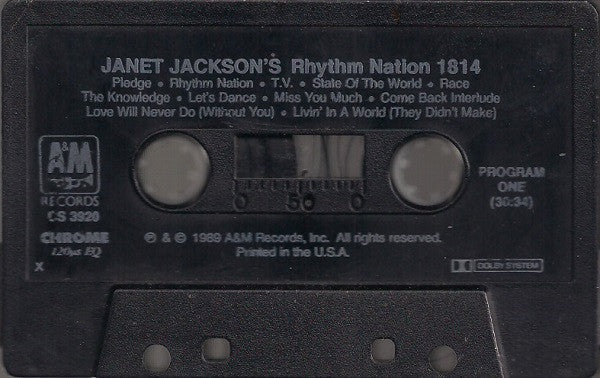 JANET JACKSON'S Rhythm Nation 1814
Pledge • Rhythm Nation • T.V. • State Of The World • Race
The Knowledge • Let's Dance • Miss You Much • Come Back Interlude
Love Will Never Do (Without You) • Livin' In A World (They Didn't Make)
A&M
RECORDS
CS 3920
PROGRAM
ONE
(30:34)
0 50 0
CHROME
120µs EQ
℗ & © 1989 A&M Records, Inc. All rights reserved.
Printed in the U.S.A.
X
DOLBY SYSTEM